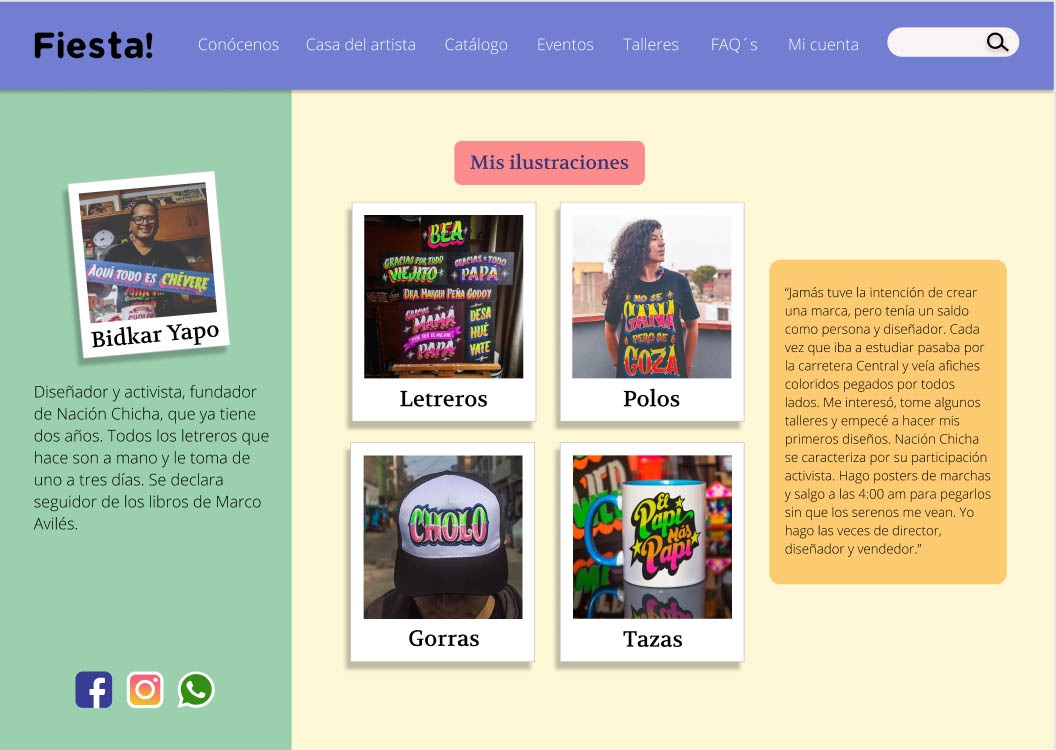 Fiesta!
Conócenos Casa del artista Catálogo Eventos Talleres FAQ´s Mi cuenta
AQUÍ TODO ES CHÉVERE
Bidkar Yapo
Diseñador y activista, fundador
de Nación Chicha, que ya tiene
dos años. Todos los letreros que
hace son a mano y le toma de
uno a tres días. Se declara
seguidor de los libros de Marco
Avilés.
Mis ilustraciones
BEA
GRACIAS POR TODO
VIEJITO
GRACIAS X TODO
PAPÁ
DRA. MARGUI PEÑA GODOY
GRACIAS
MAMÁ
POR SER EL MEJOR
PAPÁ
DESA
HUÉ
VATE
Letreros
NO SE
GANA
PERO SE
GOZA
Polos
CHOLO
Gorras
El
Papi
Más
Papi
Tazas
“Jamás tuve la intención de crear
una marca, pero tenía un saldo
como persona y diseñador. Cada
vez que iba a estudiar pasaba por
la carretera Central y veía afiches
coloridos pegados por todos
lados. Me interesó, tome algunos
talleres y empecé a hacer mis
primeros diseños. Nación Chicha
se caracteriza por su participación
activista. Hago posters de marchas
y salgo a las 4:00 am para pegarlos
sin que los serenos me vean. Yo
hago las veces de director,
diseñador y vendedor.”